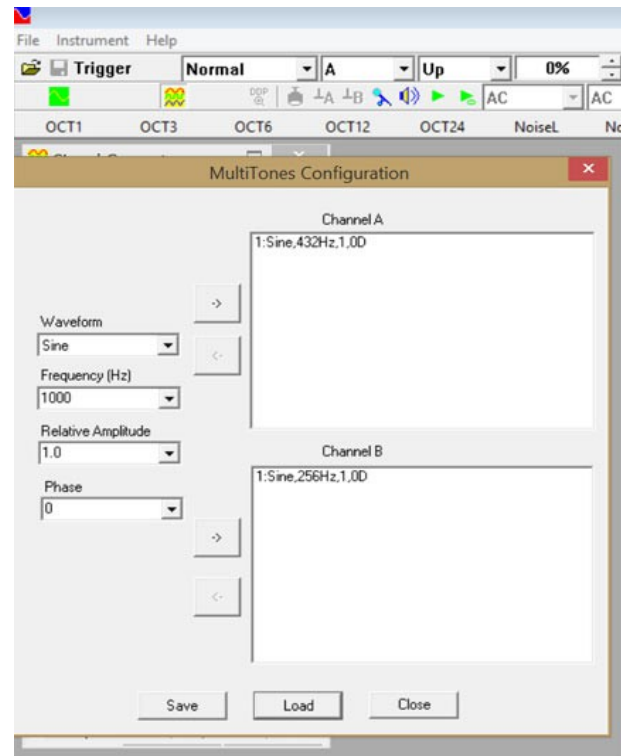 File Instrument Help
Trigger Normal A Up 0%
A B AC AC
OCT1 OCT3 OCT6 OCT12 OCT24 NoiseL
MultiTones Configuration
Channel A
1:Sine,432Hz,1,0D
->
Waveform
Sine
<-
Frequency (Hz)
1000
Relative Amplitude
1.0
Channel B
1:Sine,256Hz,1,0D
Phase
0
->
<-
Save Load Close